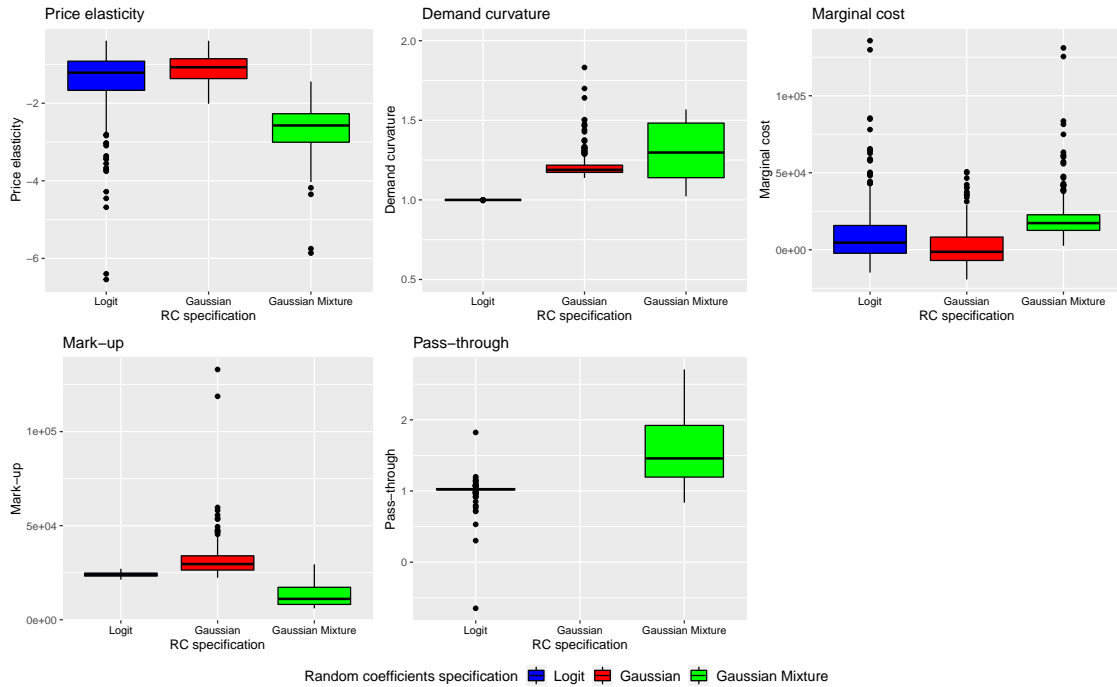 Price elasticity
Price elasticity
−2
−4
−6
Logit
Gaussian
Gaussian Mixture
RC specification
Demand curvature
Demand curvature
2.0
1.5
1.0
0.5
Logit
Gaussian
Gaussian Mixture
RC specification
Marginal cost
Marginal cost
1e+05
5e+04
0e+00
Logit
Gaussian
Gaussian Mixture
RC specification
Mark−up
Mark−up
1e+05
5e+04
0e+00
Logit
Gaussian
Gaussian Mixture
RC specification
Pass−through
Pass−through
2
1
0
Logit
Gaussian
Gaussian Mixture
RC specification
Random coefficients specification Logit Gaussian Gaussian Mixture